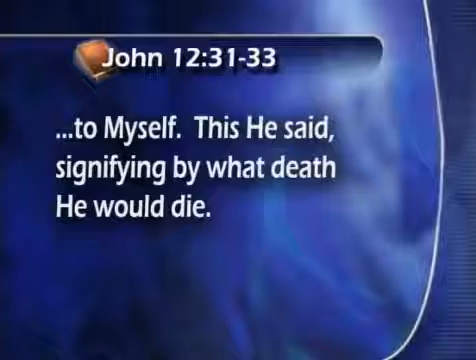 John 12:31-33
...to Myself.  This He said,
signifying by what death
He would die.